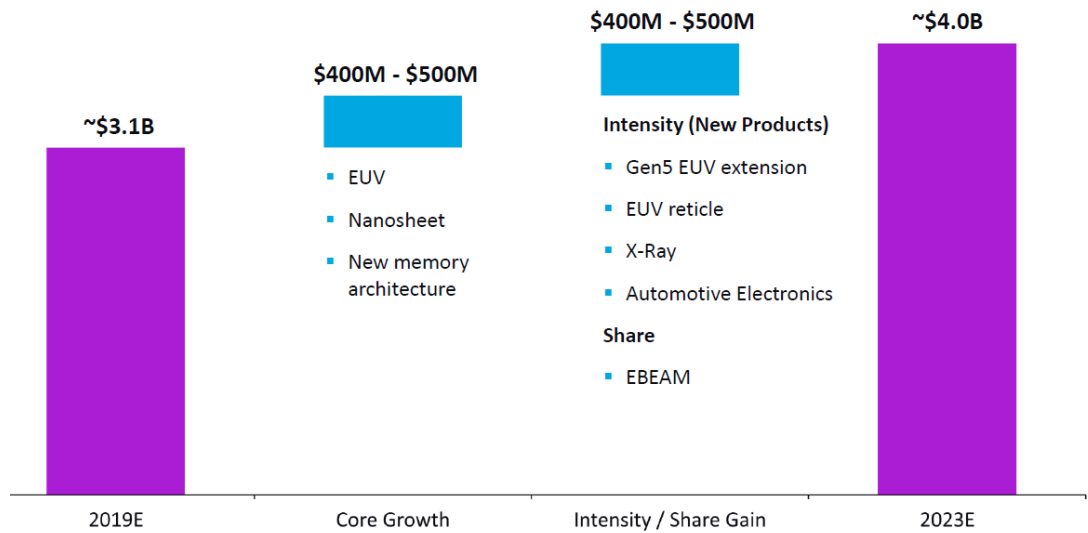 ~$3.1B
$400M - $500M
EUV
Nanosheet
New memory
architecture
$400M - $500M
Intensity (New Products)
Gen5 EUV extension
EUV reticle
X-Ray
Automotive Electronics
Share
EBEAM
~$4.0B
2019E
Core Growth
Intensity / Share Gain
2023E